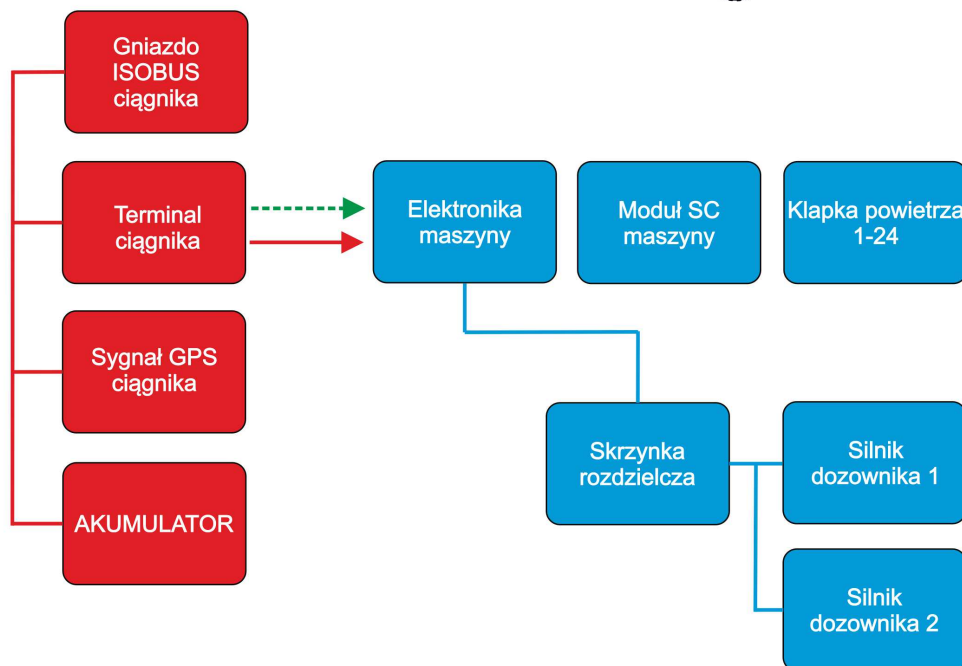 Gniazdo
ISOBUS
ciągnika
Terminal
ciągnika
Elektronika
maszyny
Moduł SC
maszyny
Klapka powietrza
1-24
Sygnał GPS
ciągnika
Skrzynka
rozdzielcza
Silnik
dozownika 1
AKUMULATOR
Silnik
dozownika 2